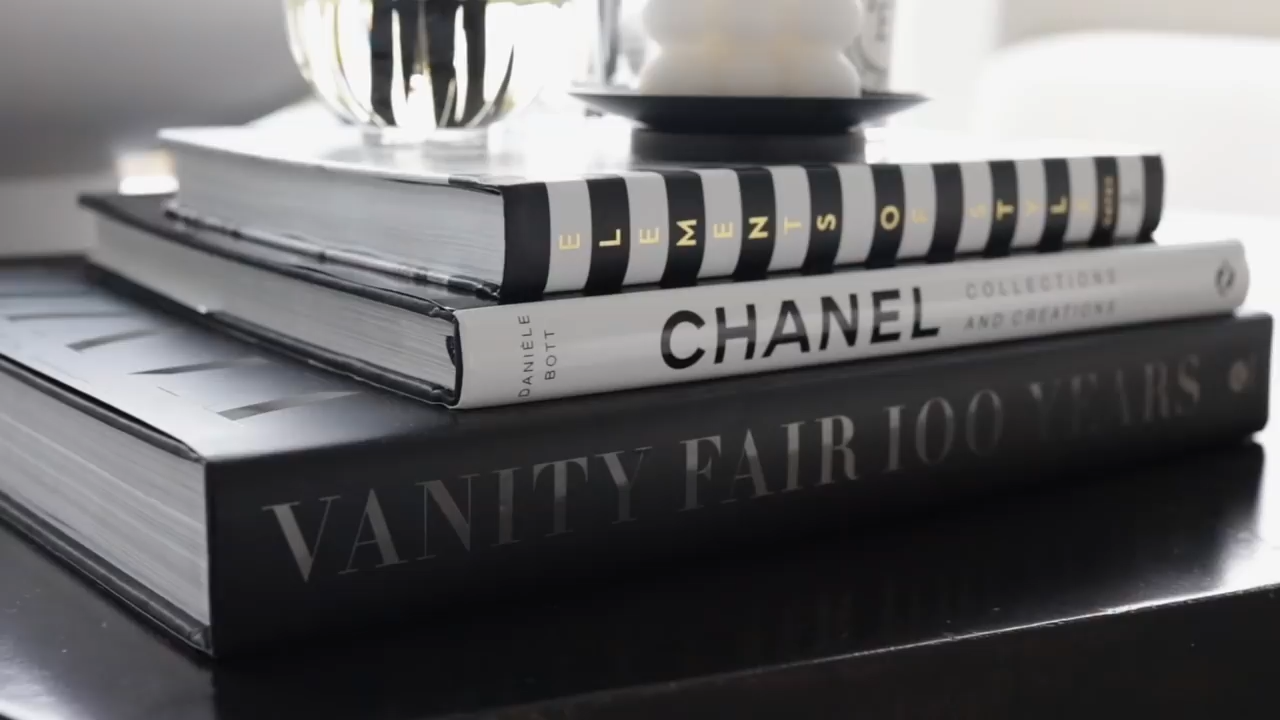 ELEMENTS OF STYLE
DANIÈLE
BOTT
CHANEL
COLLECTIONS
AND CREATIONS
VANITY FAIR 100 YEARS